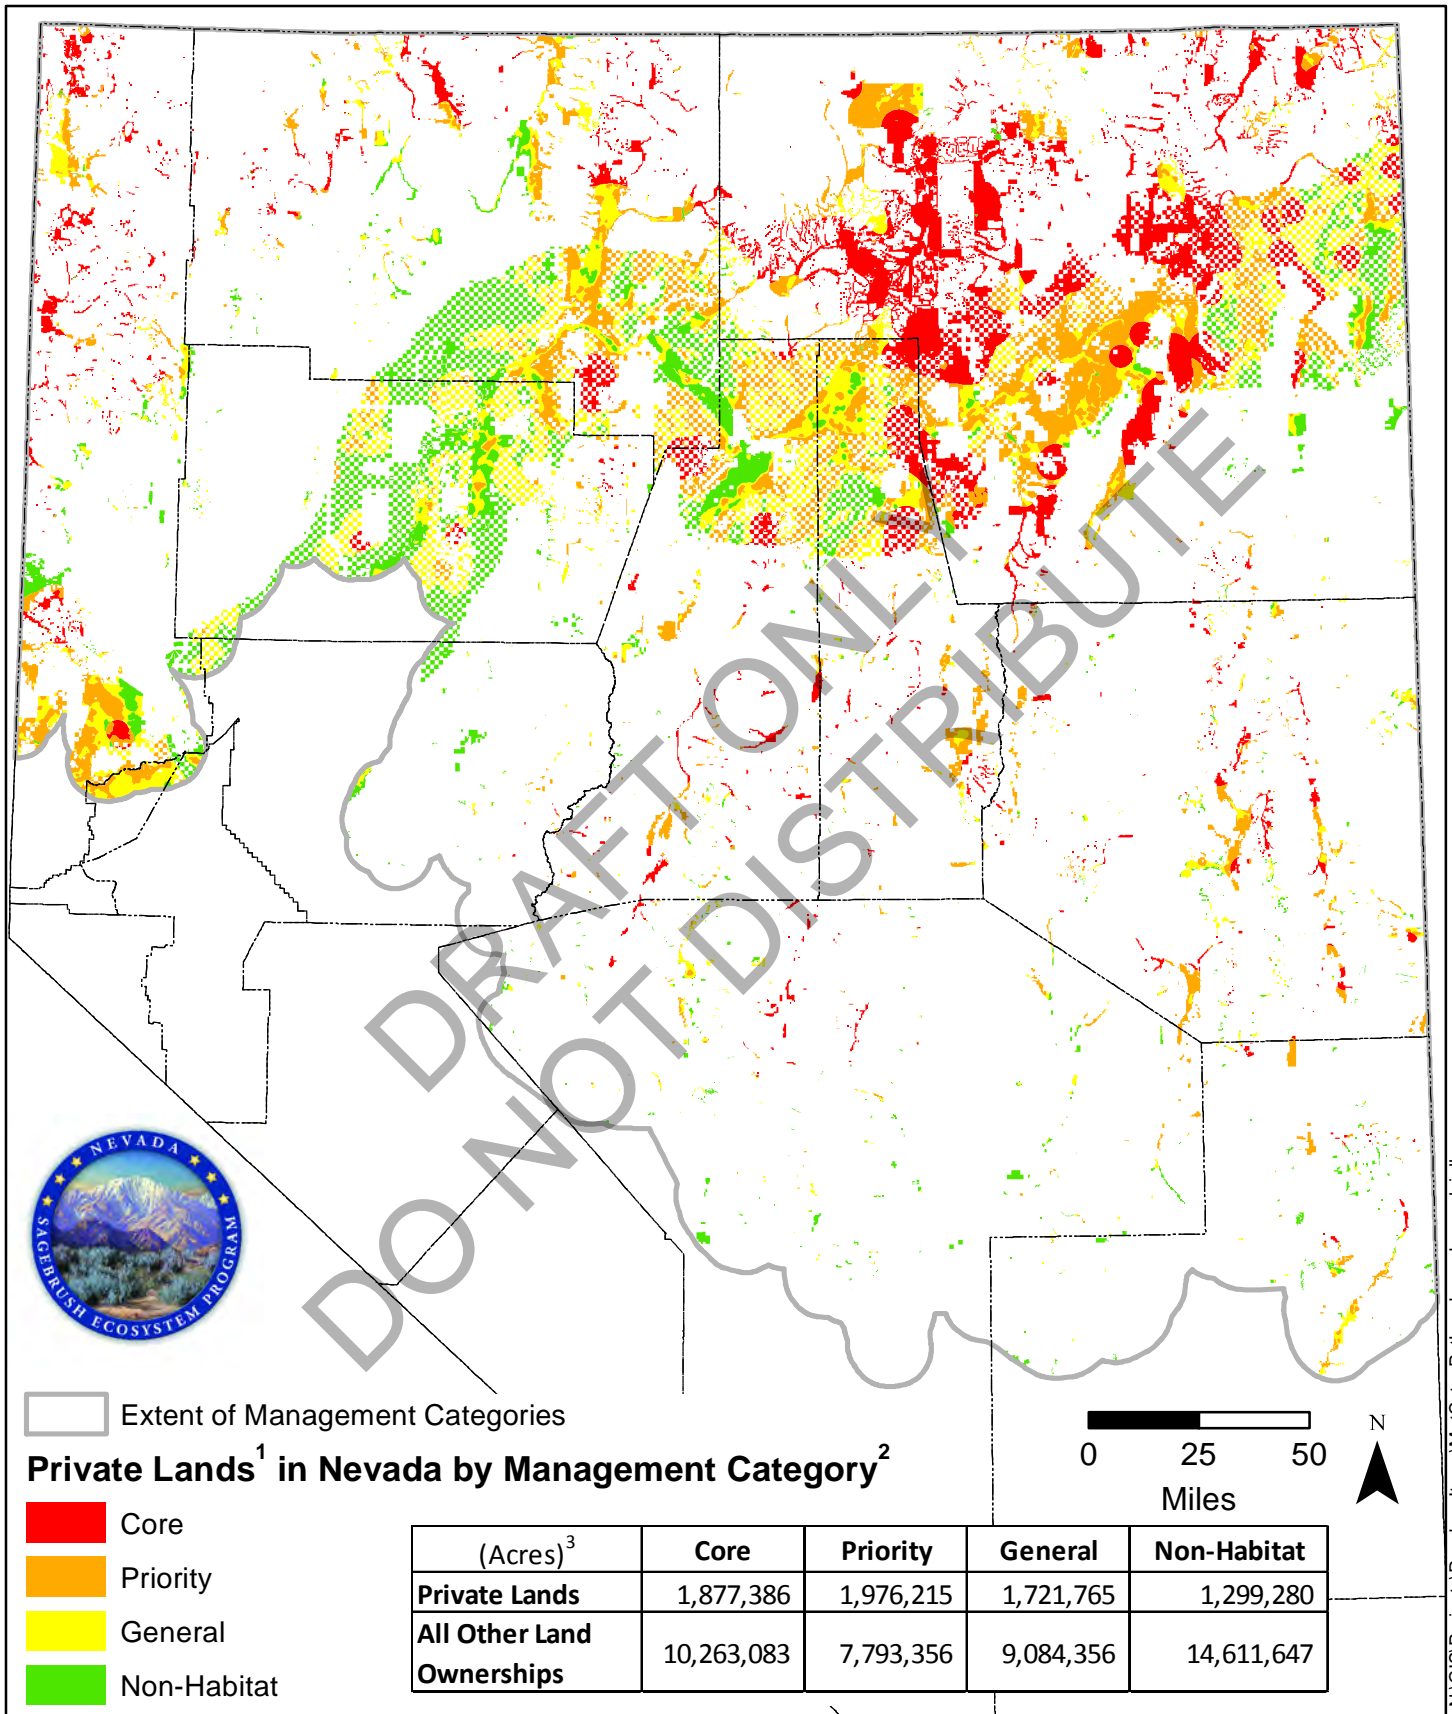 DRAFT ONLY
DO NOT DISTRIBUTE
NEVADA
SAGEBRUSH ECOSYSTEM PROGRAM
Extent of Management Categories
Private Lands1 in Nevada by Management Category2
Core
Priority
General
Non-Habitat
0 25 50
Miles
N
(Acres)3 Core Priority General Non-Habitat
Private Lands 1,877,386 1,976,215 1,721,765 1,299,280
All Other Land
Ownerships 10,263,083 7,793,356 9,084,356 14,611,647